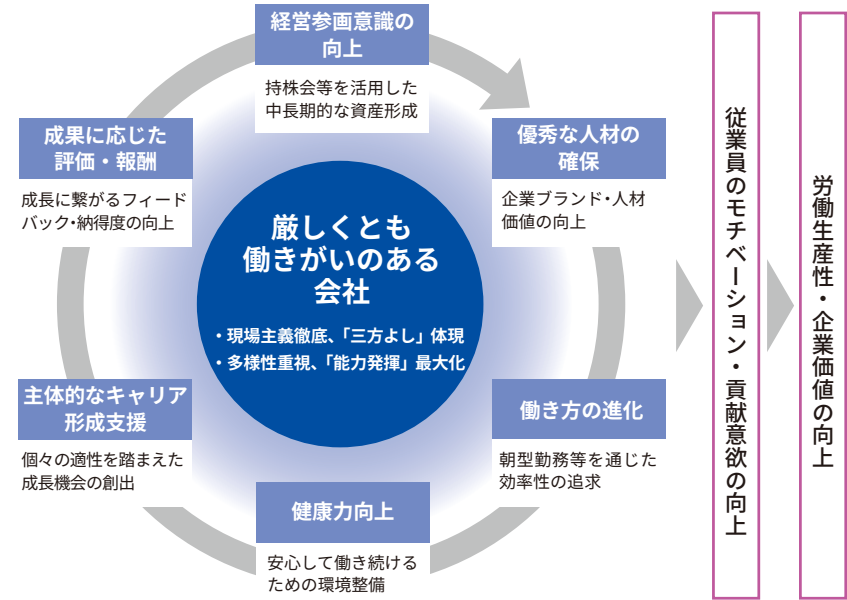 経営参画意識の
向上
持株会等を活用した
中長期的な資産形成
優秀な人材の
確保
企業ブランド・人材
価値の向上
働き方の進化
朝型勤務等を通じた
効率性の追求
健康力向上
安心して働き続ける
ための環境整備
主体的なキャリア
形成支援
個々の適性を踏まえた
成長機会の創出
成果に応じた
評価・報酬
成長に繋がるフィード
バック・納得度の向上
厳しくとも
働きがいのある
会社
・現場主義徹底、「三方よし」体現
・多様性重視、「能力発揮」最大化
従業員のモチベーション・貢献意欲の向上
労働生産性・企業価値の向上